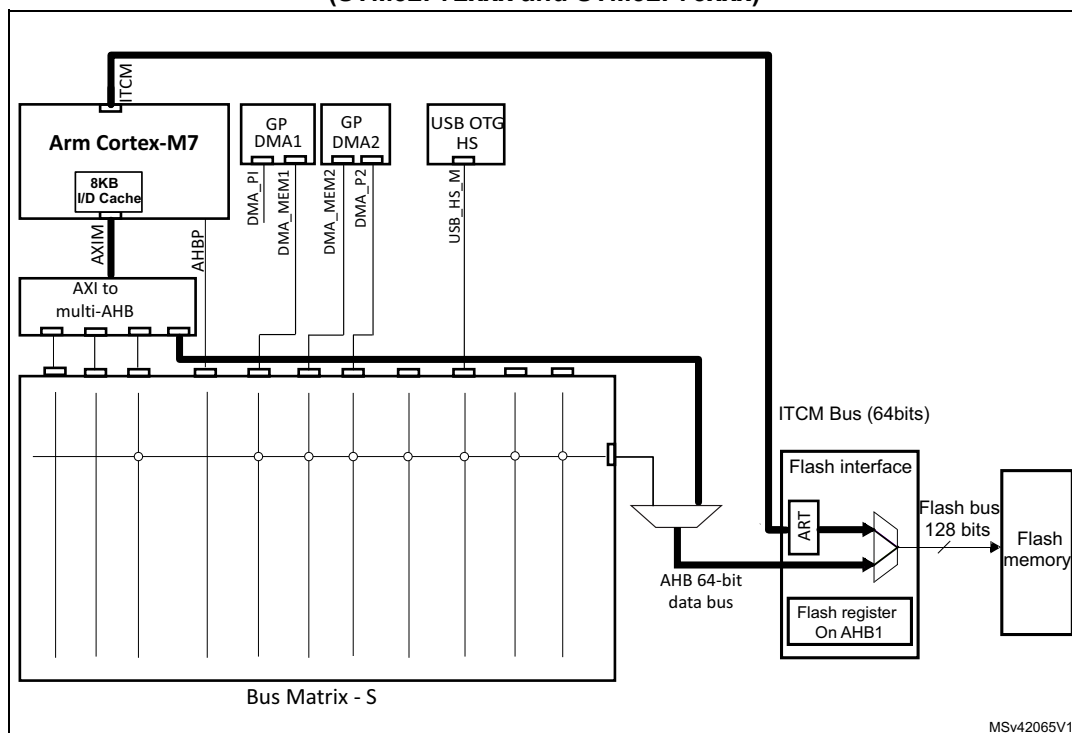 ITCM
Arm Cortex-M7
8KB
I/D Cache
GP
DMA1
GP
DMA2
USB OTG
HS
AXIM
AHBP
DMA_PI
DMA_MEM1
DMA_MEM2
DMA_P2
USB_HS_M
AXI to
multi-AHB
ITCM Bus (64bits)
Flash interface
ART
Flash bus
128 bits
Flash
memory
AHB 64-bit
data bus
Flash register
On AHB1
Bus Matrix - S
MSv42065V1